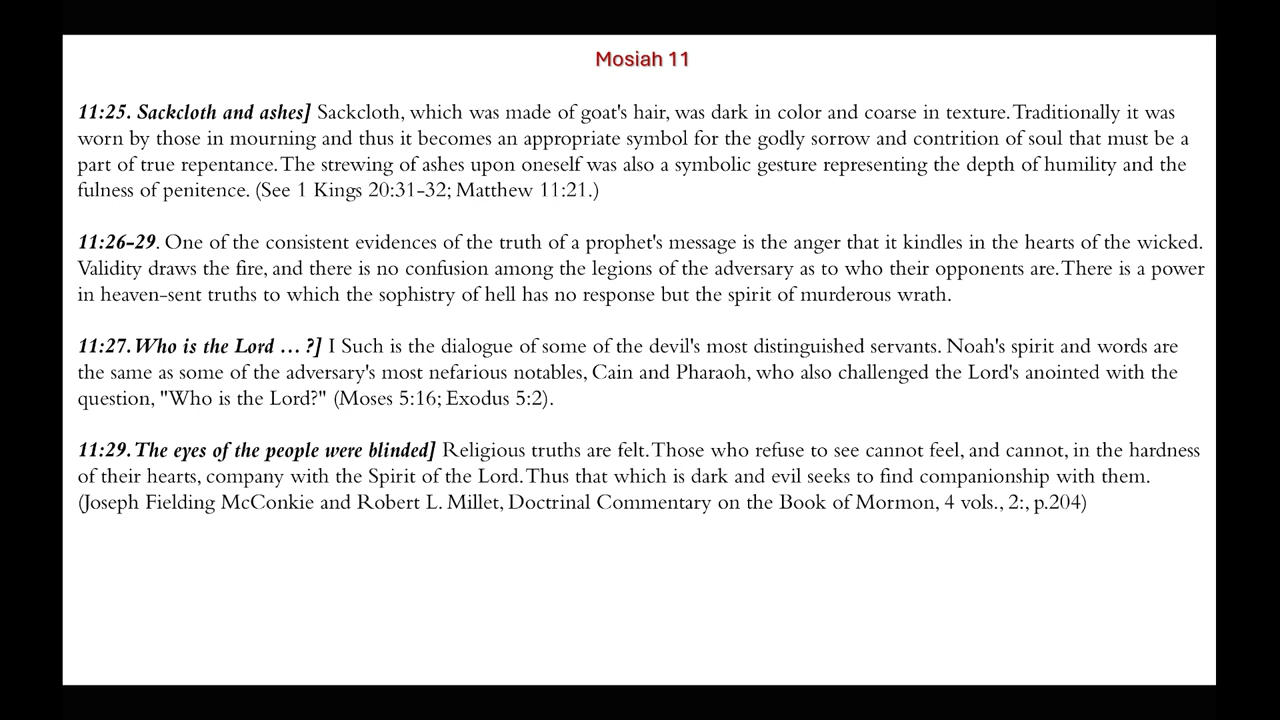 Mosiah 11
11:25. Sackcloth and ashes] Sackcloth, which was made of goat's hair, was dark in color and coarse in texture. Traditionally it was
worn by those in mourning and thus it becomes an appropriate symbol for the godly sorrow and contrition of soul that must be a
part of true repentance. The strewing of ashes upon oneself was also a symbolic gesture representing the depth of humility and the
fulness of penitence. (See 1 Kings 20:31-32; Matthew 11:21.)
11:26-29. One of the consistent evidences of the truth of a prophet's message is the anger that it kindles in the hearts of the wicked.
Validity draws the fire, and there is no confusion among the legions of the adversary as to who their opponents are. There is a power
in heaven-sent truths to which the sophistry of hell has no response but the spirit of murderous wrath.
11:27. Who is the Lord … ?] I Such is the dialogue of some of the devil's most distinguished servants. Noah's spirit and words are
the same as some of the adversary's most nefarious notables, Cain and Pharaoh, who also challenged the Lord's anointed with the
question, "Who is the Lord?" (Moses 5:16; Exodus 5:2).
11:29. The eyes of the people were blinded] Religious truths are felt. Those who refuse to see cannot feel, and cannot, in the hardness
of their hearts, company with the Spirit of the Lord. Thus that which is dark and evil seeks to find companionship with them.
(Joseph Fielding McConkie and Robert L. Millet, Doctrinal Commentary on the Book of Mormon, 4 vols., 2:, p.204)